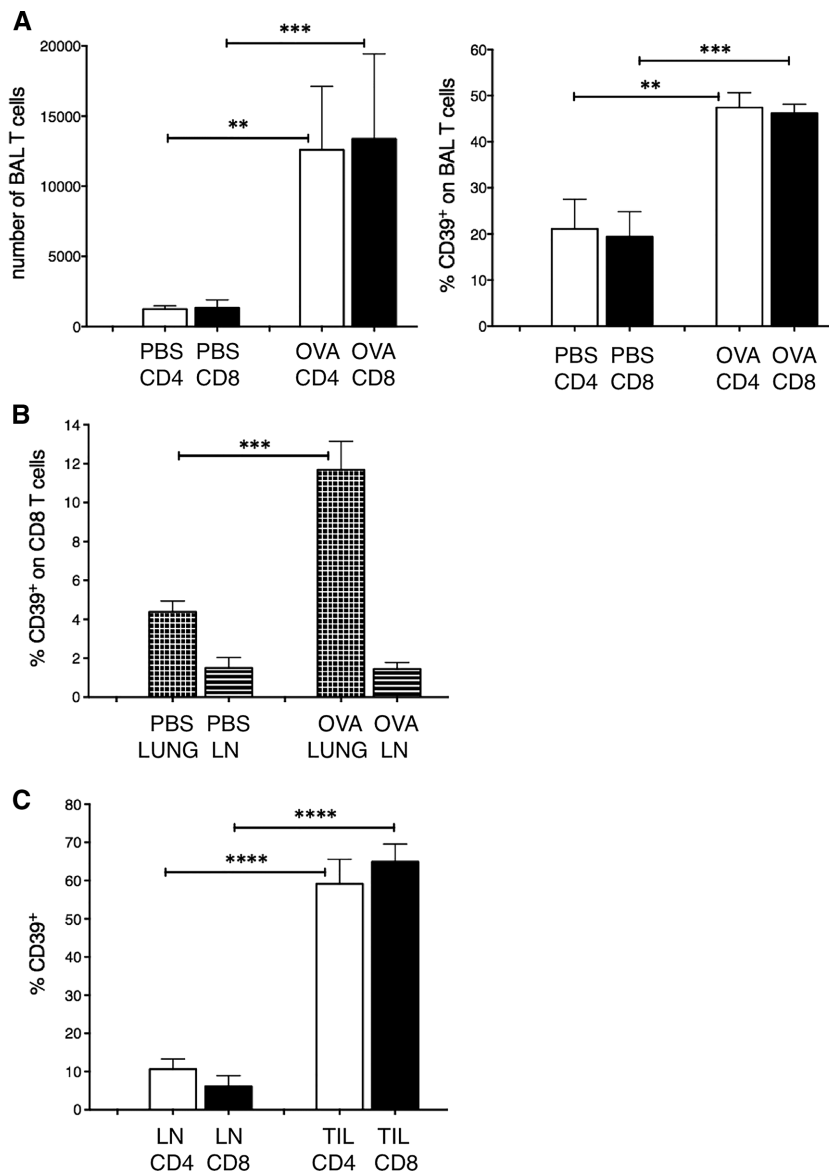 A
number of BAL T cells
20000
15000
10000
5000
0
***
**
PBS PBS OVA OVA
CD4 CD8 CD4 CD8
% CD39+ on BAL T cells
60
50
40
30
20
10
0
***
**
PBS PBS OVA OVA
CD4 CD8 CD4 CD8
B
% CD39+ on CD8 T cells
14
12
10
8
6
4
2
0
***
PBS PBS OVA OVA
LUNG LN LUNG LN
C
% CD39+
80
70
60
50
40
30
20
10
0
****
****
LN LN TIL TIL
CD4 CD8 CD4 CD8